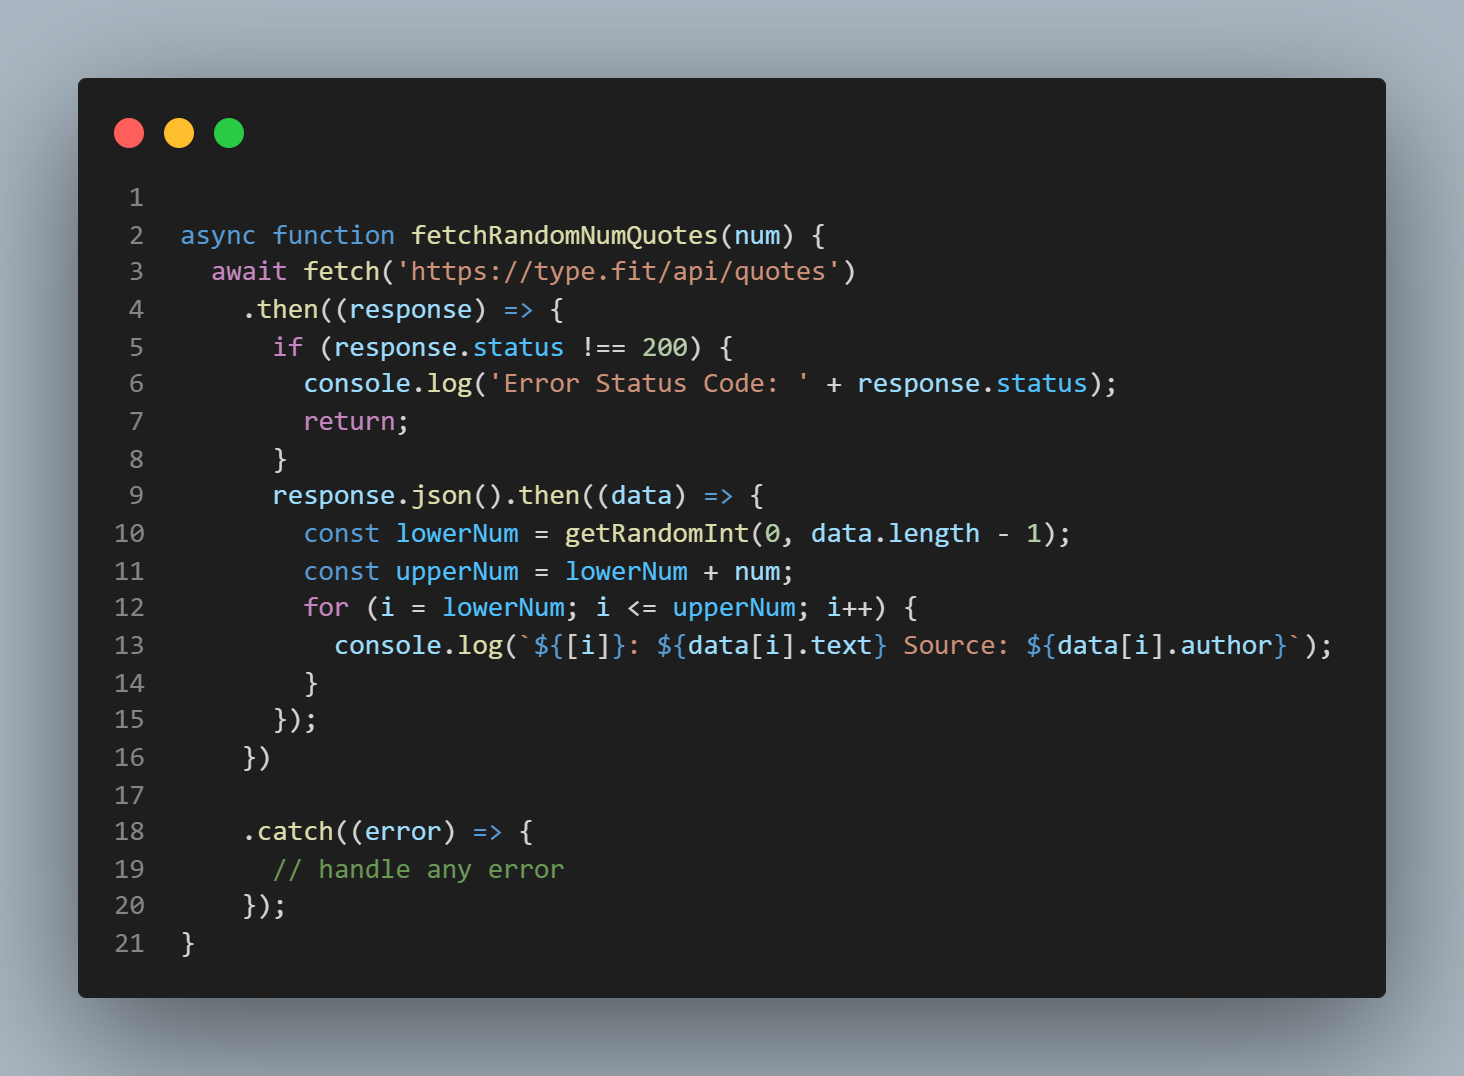 1
2 async function fetchRandomNumQuotes(num) {
3   await fetch('https://type.fit/api/quotes')
4     .then((response) => {
5       if (response.status !== 200) {
6         console.log('Error Status Code: ' + response.status);
7         return;
8       }
9       response.json().then((data) => {
10         const lowerNum = getRandomInt(0, data.length - 1);
11         const upperNum = lowerNum + num;
12         for (i = lowerNum; i <= upperNum; i++) {
13           console.log(`${[i]}: ${data[i].text} Source: ${data[i].author}`);
14         }
15       });
16     })
17
18     .catch((error) => {
19       // handle any error
20     });
21 }